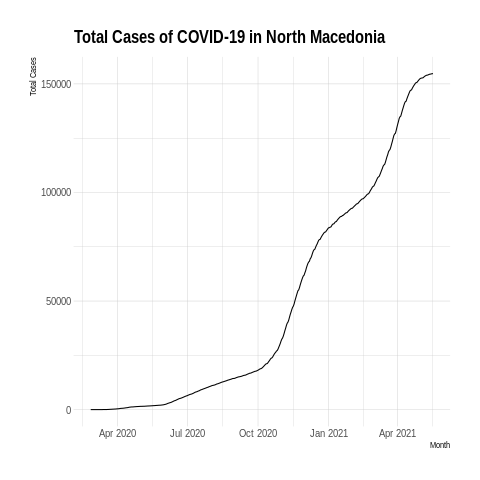 Total Cases of COVID-19 in North Macedonia
Total Cases
150000
100000
50000
0
Apr 2020 Jul 2020 Oct 2020 Jan 2021 Apr 2021
Month